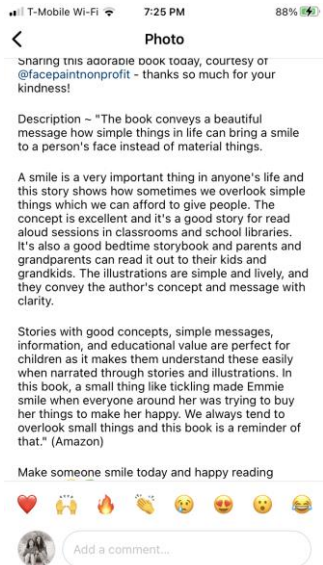 T-Mobile Wi-Fi 7:25 PM 88%
Photo
Sharing this adorable book today, courtesy of
@facepaintnonprofit - thanks so much for your
kindness!
Description ~ "The book conveys a beautiful
message how simple things in life can bring a smile
to a person's face instead of material things.
A smile is a very important thing in anyone's life and
this story shows how sometimes we overlook simple
things which we can afford to give people. The
concept is excellent and it's a good story for read
aloud sessions in classrooms and school libraries.
It's also a good bedtime storybook and parents and
grandparents can read it out to their kids and
grandkids. The illustrations are simple and lively, and
they convey the author's concept and message with
clarity.
Stories with good concepts, simple messages,
information, and educational value are perfect for
children as it makes them understand these easily
when narrated through stories and illustrations. In
this book, a small thing like tickling made Emmie
smile when everyone around her was trying to buy
her things to make her happy. We always tend to
overlook small things and this book is a reminder of
that." (Amazon)
Make someone smile today and happy reading
Add a comment...